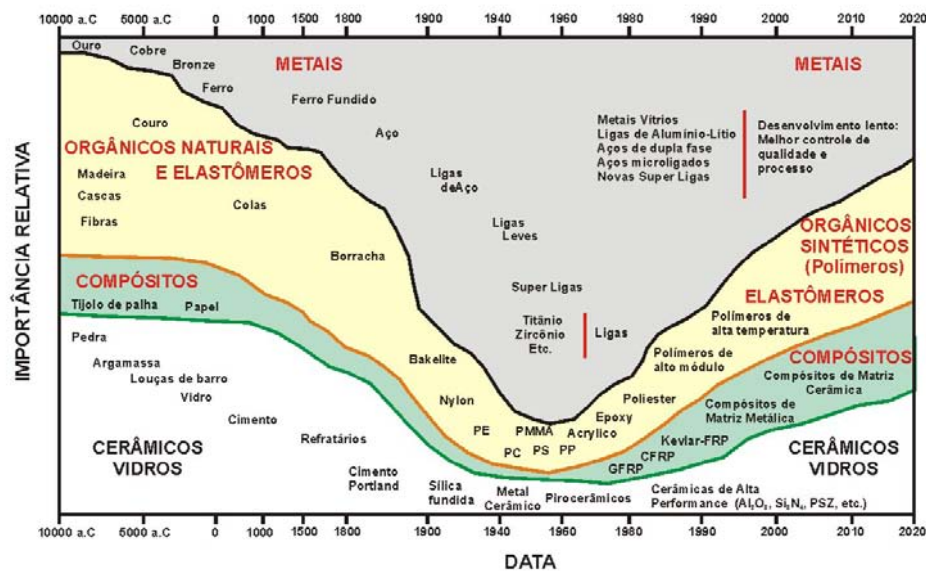 10000 a.C 5000 a.C 0 1000 1500 1800 1900 1940 1960 1980 1990 2000 2010 2020
Ouro
Cobre
Bronze
Ferro
METAIS
METAIS
Ferro Fundido
Aço
Couro
ORGÂNICOS NATURAIS
E ELASTÔMEROS
Madeira
Cascas
Fibras
Colas
Borracha
Ligas
deAço
Ligas
Leves
Super Ligas
Titânio
Zircônio
Etc.
Ligas
Metais Vítrios
Ligas de Alumínio-Lítio
Aços de dupla fase
Aços microligados
Novas Super Ligas
Desenvolvimento lento:
Melhor controle de
qualidade e
processo
ORGÂNICOS
SINTÉTICOS
(Polímeros)
ELASTÔMEROS
Polímeros de
alta temperatura
Polímeros de
alto módulo
COMPÓSITOS
Tijolo de palha
Papel
Bakelite
Nylon
PE
PMMA
Acrylico
Epoxy
Poliester
PC
PS
PP
COMPÓSITOS
Compósitos de Matriz
Cerâmica
Compósitos de
Matriz Metálica
Kevlar-FRP
CFRP
GFRP
Pedra
Argamassa
Louças de barro
Vidro
Cimento
Refratários
CERÂMICOS
VIDROS
Cimento
Portland
Sílica
fundida
Metal
Cerâmico
Pirocerâmicos
Cerâmicas de Alta
Performance (Al₂O₃, Si₃N₄, PSZ, etc.)
CERÂMICOS
VIDROS
10000 a.C 5000 a.C 0 1000 1500 1800 1900 1940 1960 1980 1990 2000 2010 2020
IMPORTÂNCIA RELATIVA
DATA